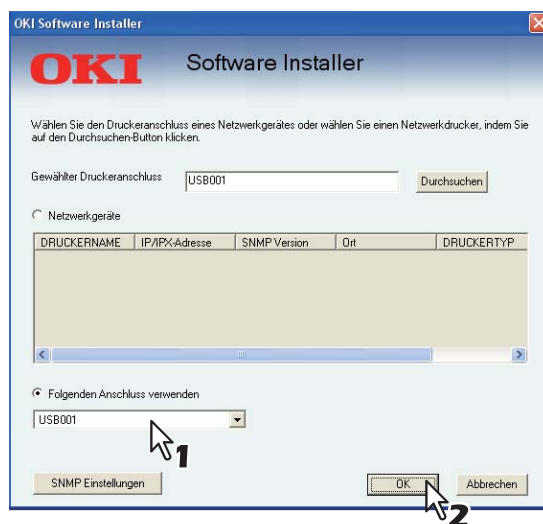 OKI Software Installer
OKI Software Installer
Wählen Sie den Druckeranschluss eines Netzwerkgerätes oder wählen Sie einen Netzwerkdrucker, indem Sie
auf den Durchsuchen-Button klicken.
Gewählter Druckeranschluss USB001 Durchsuchen
Netzwerkgeräte
DRUCKERNAME IP/IPX-Adresse SNMP Version Ort DRUCKERTYP
Folgenden Anschluss verwenden
USB001
1
SNMP Einstellungen OK Abbrechen
2